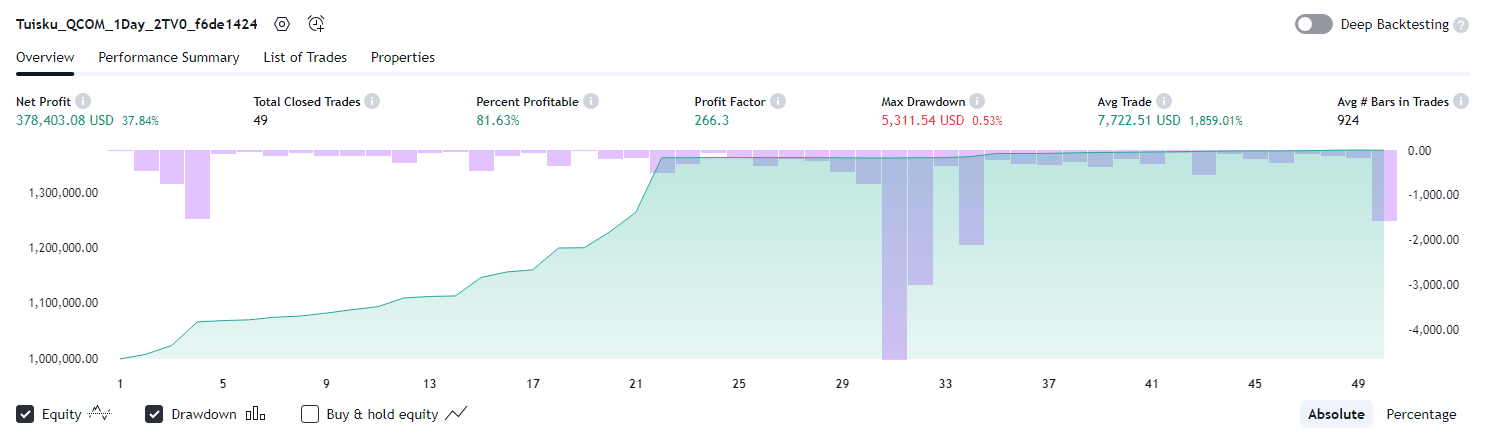 Tuisku_QCOM_1Day_2TV0_f6de1424 Deep Backtesting ?
Overview Performance Summary List of Trades Properties
Net Profit Total Closed Trades Percent Profitable Profit Factor Max Drawdown Avg Trade Avg # Bars in Trades
378,403.08 USD 37.84% 49 81.63% 266.3 5,311.54 USD 0.53% 7,722.51 USD 1,859.01% 924
0.00
1,300,000.00 -1,000.00
1,200,000.00 -2,000.00
1,100,000.00 -3,000.00
1,000,000.00 -4,000.00
1 5 9 13 17 21 25 29 33 37 41 45 49
Equity Drawdown Buy & hold equity Absolute Percentage